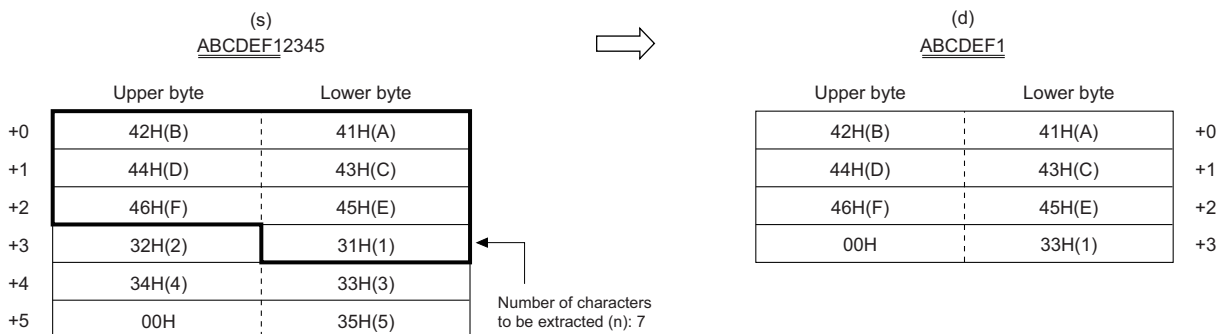 (s)
ABCDEF12345
(d)
ABCDEF1
Upper byte Lower byte
Upper byte Lower byte
+0 42H(B) 41H(A)
42H(B) 41H(A) +0
+1 44H(D) 43H(C)
44H(D) 43H(C) +1
+2 46H(F) 45H(E)
46H(F) 45H(E) +2
+3 32H(2) 31H(1)
00H 33H(1) +3
+4 34H(4) 33H(3)
+5 00H 35H(5)
Number of characters
to be extracted (n): 7